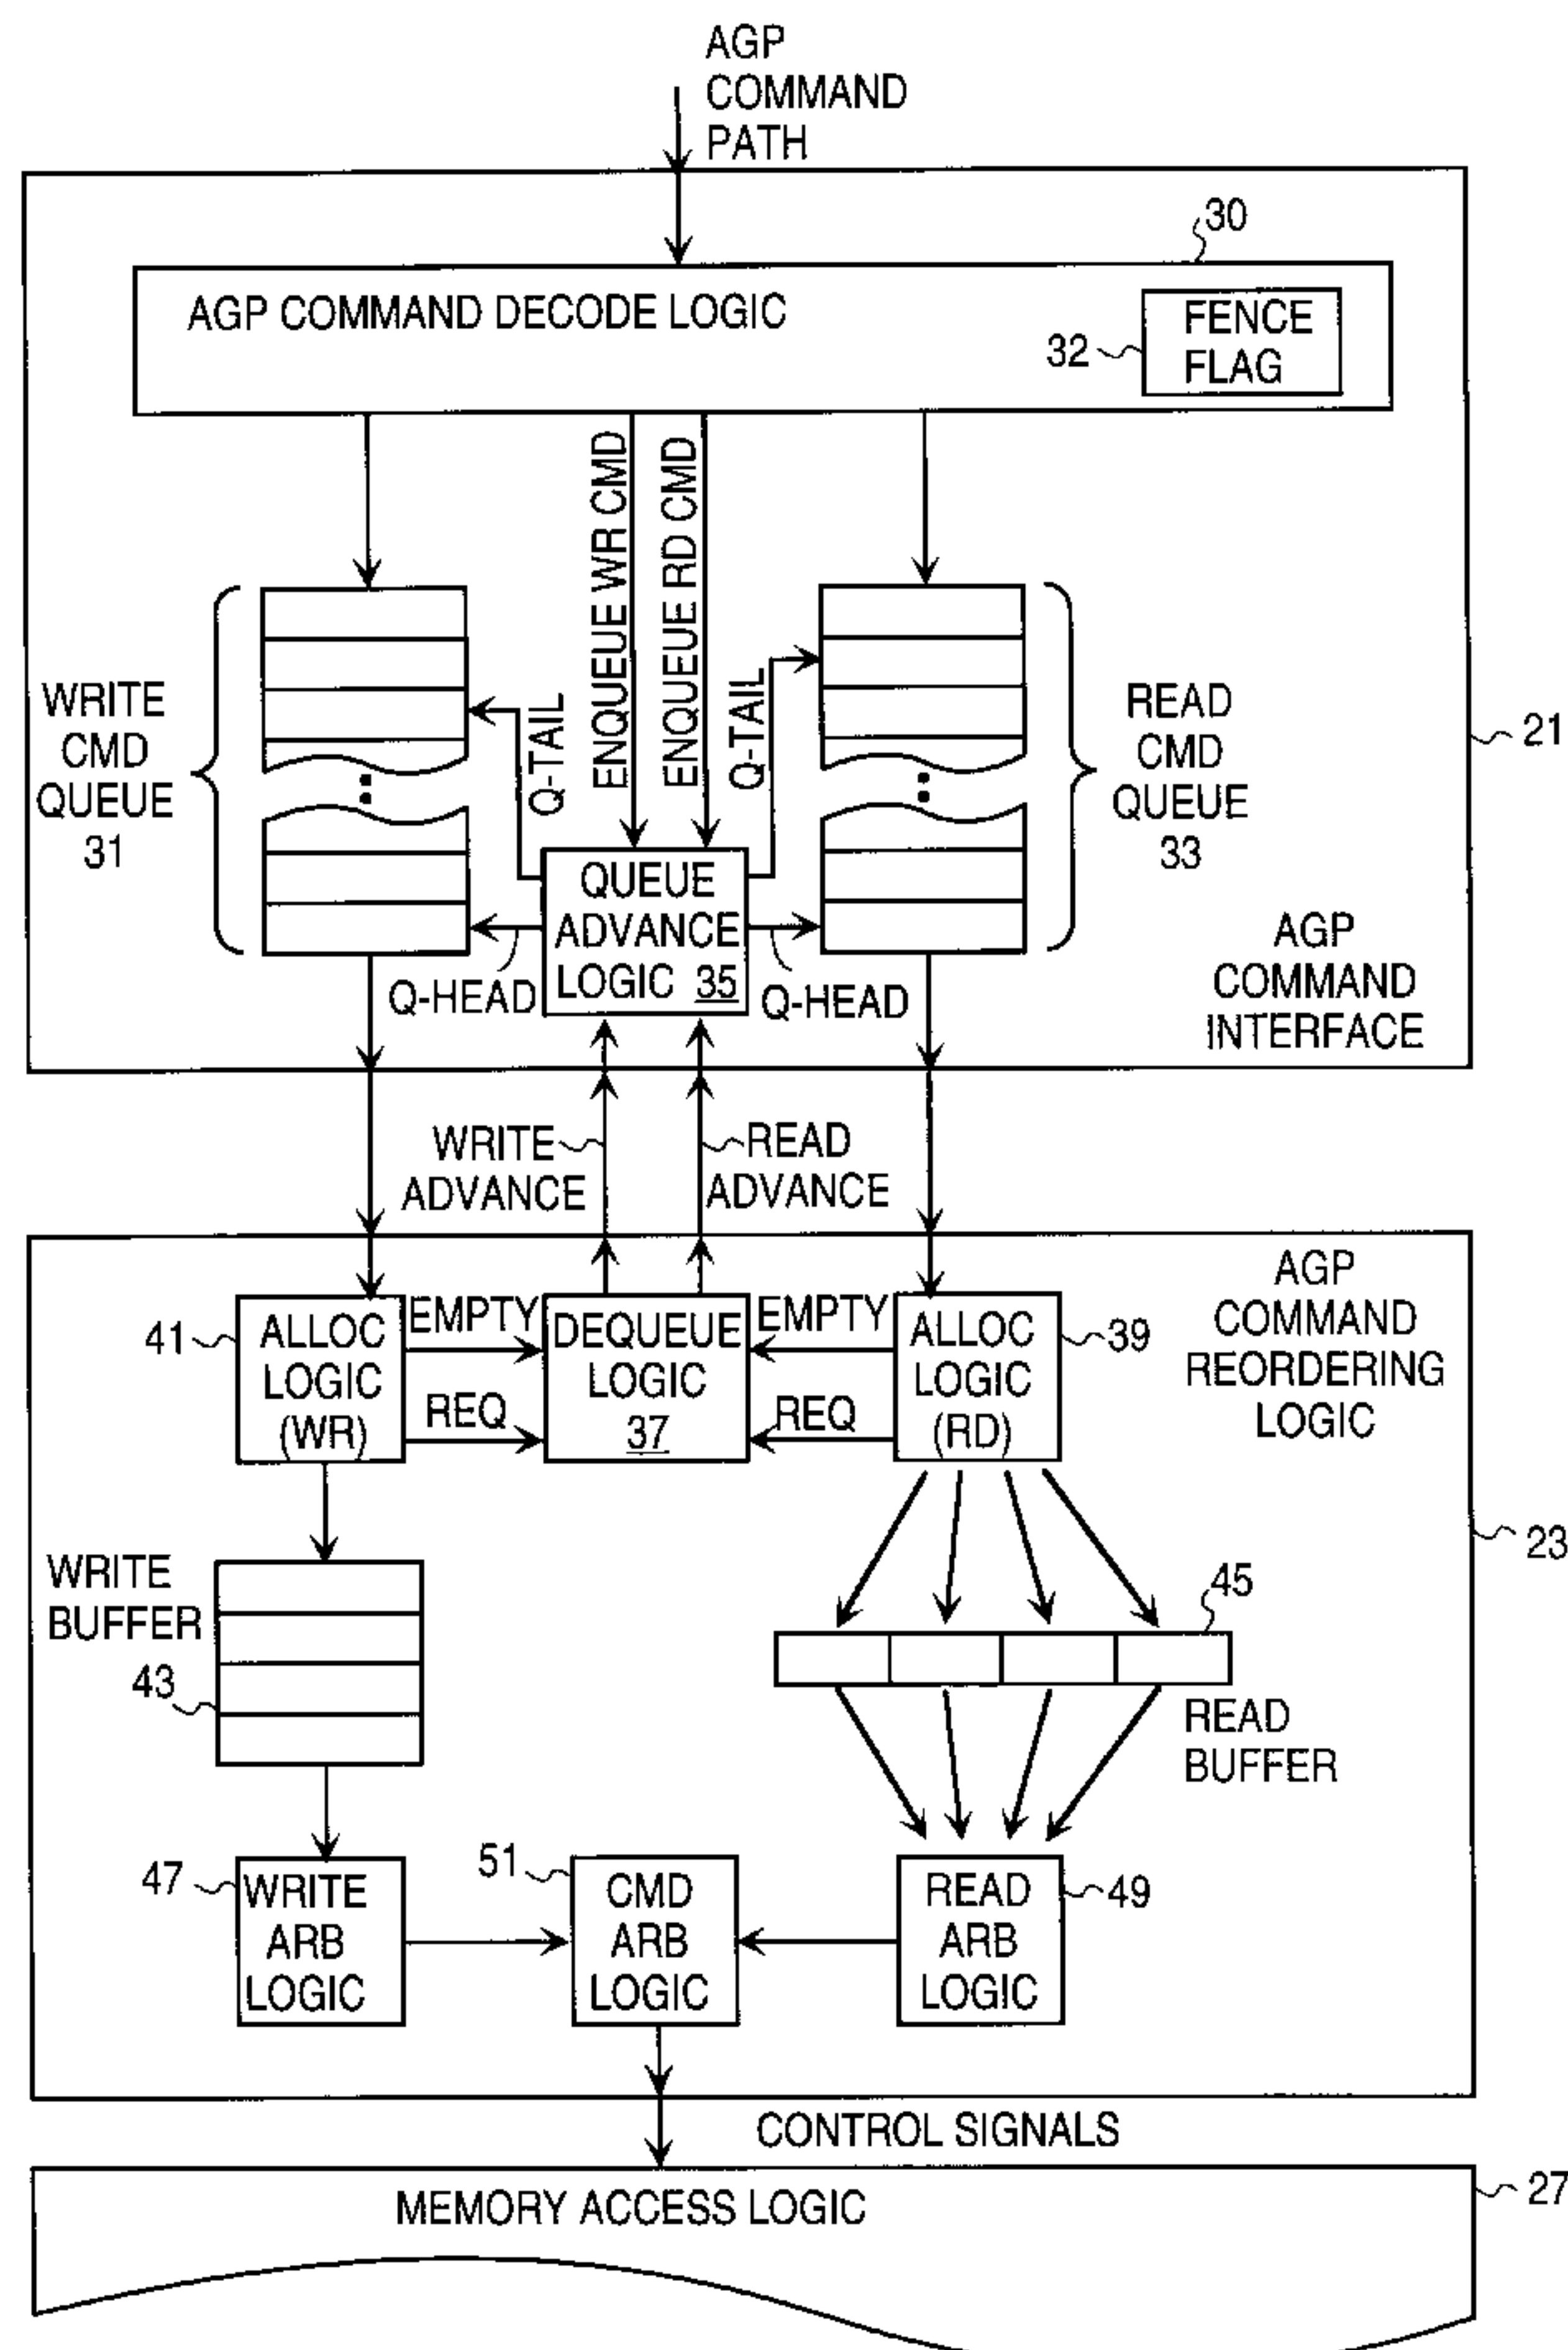 AGP
COMMAND
PATH
30
AGP COMMAND DECODE LOGIC
FENCE
FLAG
32
ENQUEUE WR CMD
ENQUEUE RD CMD
Q-TAIL
Q-TAIL
WRITE
CMD
QUEUE
31
READ
CMD
QUEUE
33
21
QUEUE
ADVANCE
LOGIC 35
Q-HEAD
Q-HEAD
AGP
COMMAND
INTERFACE
WRITE
ADVANCE
READ
ADVANCE
AGP
COMMAND
REORDERING
LOGIC
41
ALLOC
LOGIC
(WR)
EMPTY
REQ
DEQUEUE
LOGIC
37
EMPTY
REQ
ALLOC
LOGIC
(RD)
39
23
WRITE
BUFFER
43
45
READ
BUFFER
47
WRITE
ARB
LOGIC
51
CMD
ARB
LOGIC
READ
ARB
LOGIC
49
CONTROL SIGNALS
MEMORY ACCESS LOGIC
27